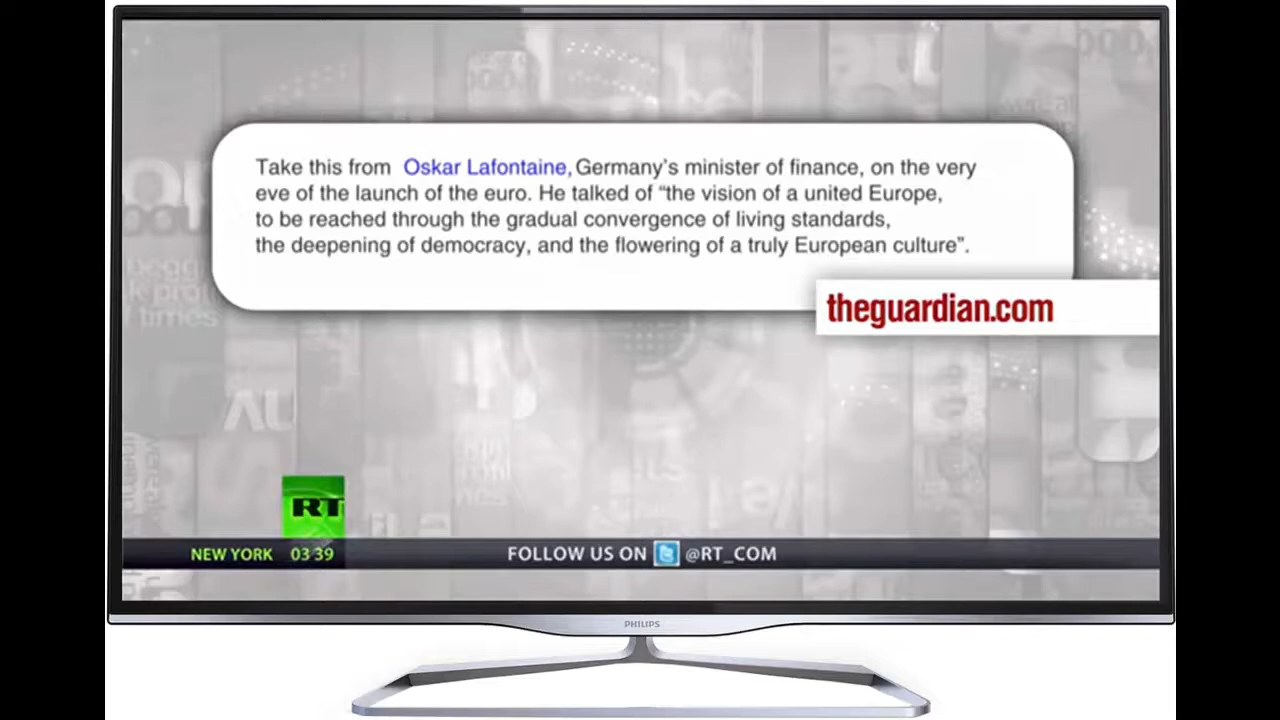 Take this from Oskar Lafontaine, Germany's minister of finance, on the very
eve of the launch of the euro. He talked of “the vision of a united Europe,
to be reached through the gradual convergence of living standards,
the deepening of democracy, and the flowering of a truly European culture”.
theguardian.com
RT
NEW YORK 03 39
FOLLOW US ON @RT_COM
PHILIPS